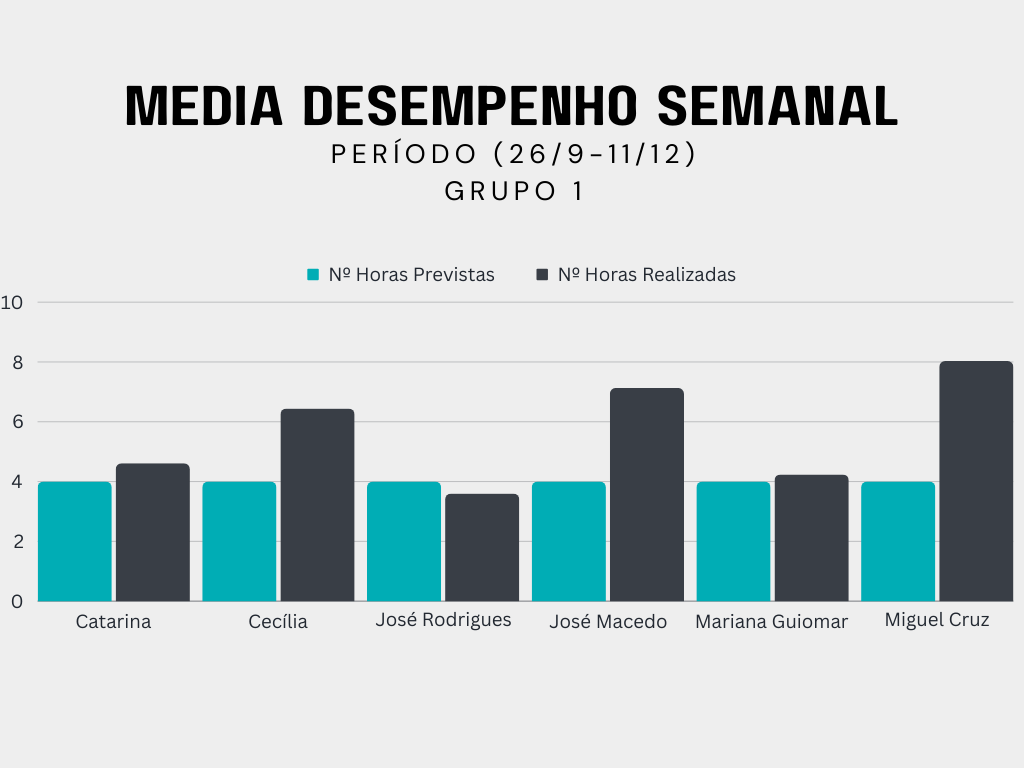 MEDIA DESEMPENHO SEMANAL
PERÍODO (26/9-11/12)
GRUPO 1
Nº Horas Previstas Nº Horas Realizadas
10
8
6
4
2
0
Catarina Cecília José Rodrigues José Macedo Mariana Guiomar Miguel Cruz